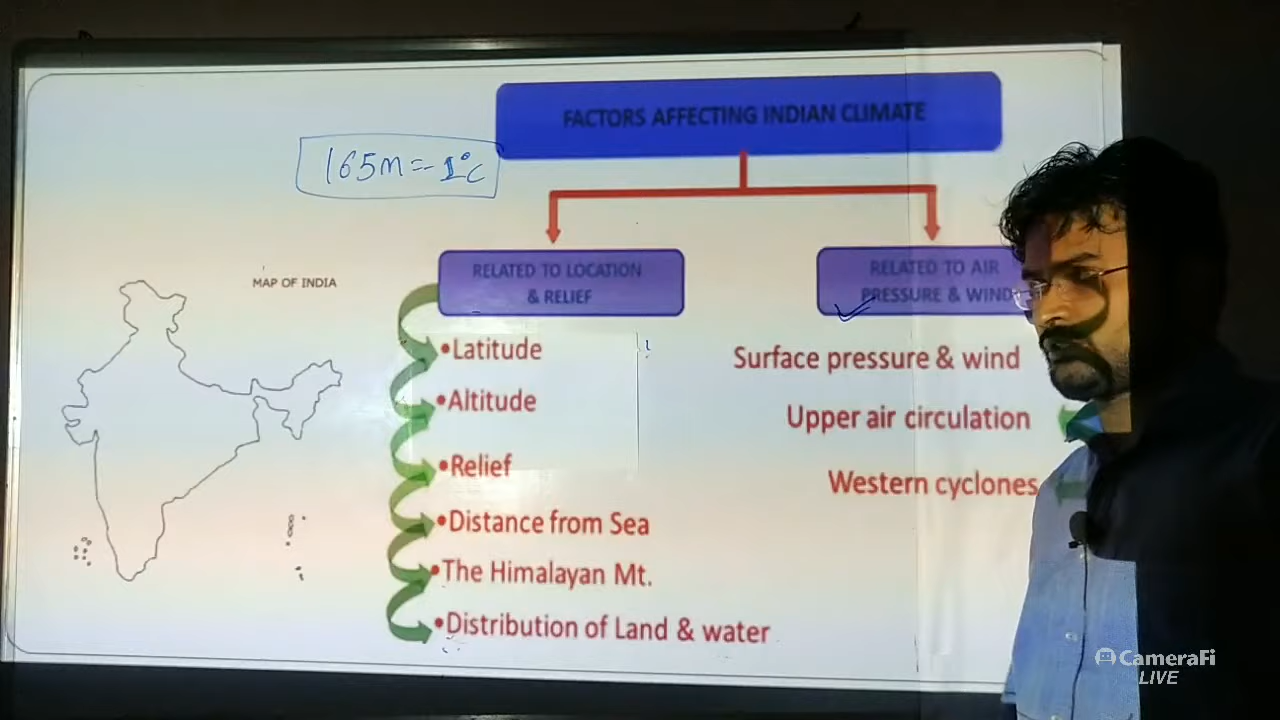 FACTORS AFFECTING INDIAN CLIMATE
165m = -1°C
RELATED TO LOCATION
& RELIEF
RELATED TO AIR
PRESSURE & WIND
MAP OF INDIA
•Latitude
•Altitude
•Relief
•Distance from Sea
•The Himalayan Mt.
•Distribution of Land & water
Surface pressure & wind
Upper air circulation
Western cyclones
CameraFi
LIVE